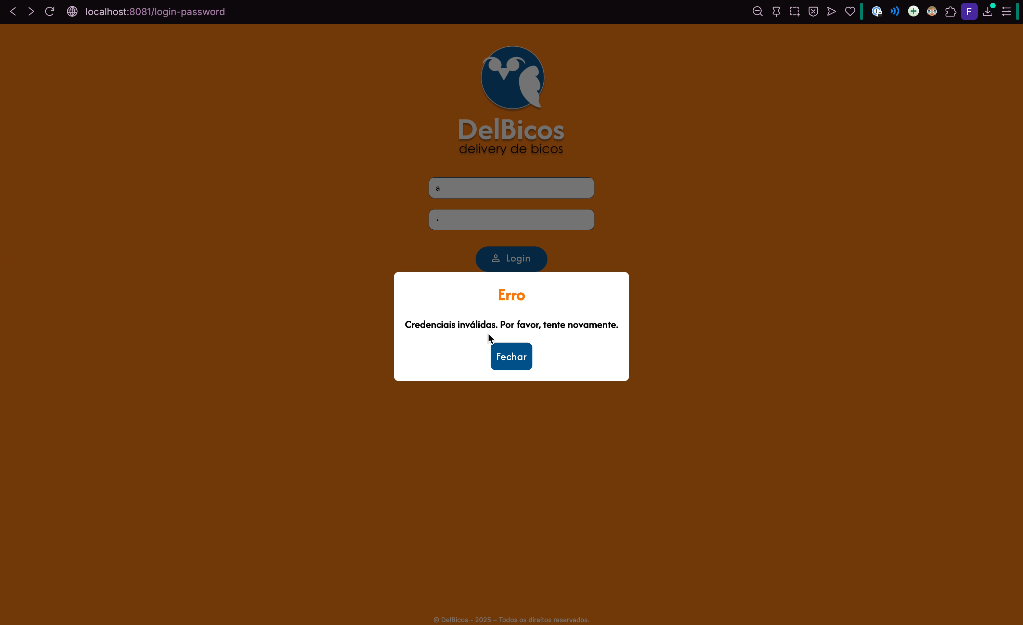 localhost:8081/login-password
F
DelBicos
delivery de bicos
a
Login
Erro
Credenciais inválidas. Por favor, tente novamente.
Fechar
© DelBicos - 2025 – Todos os direitos reservados.